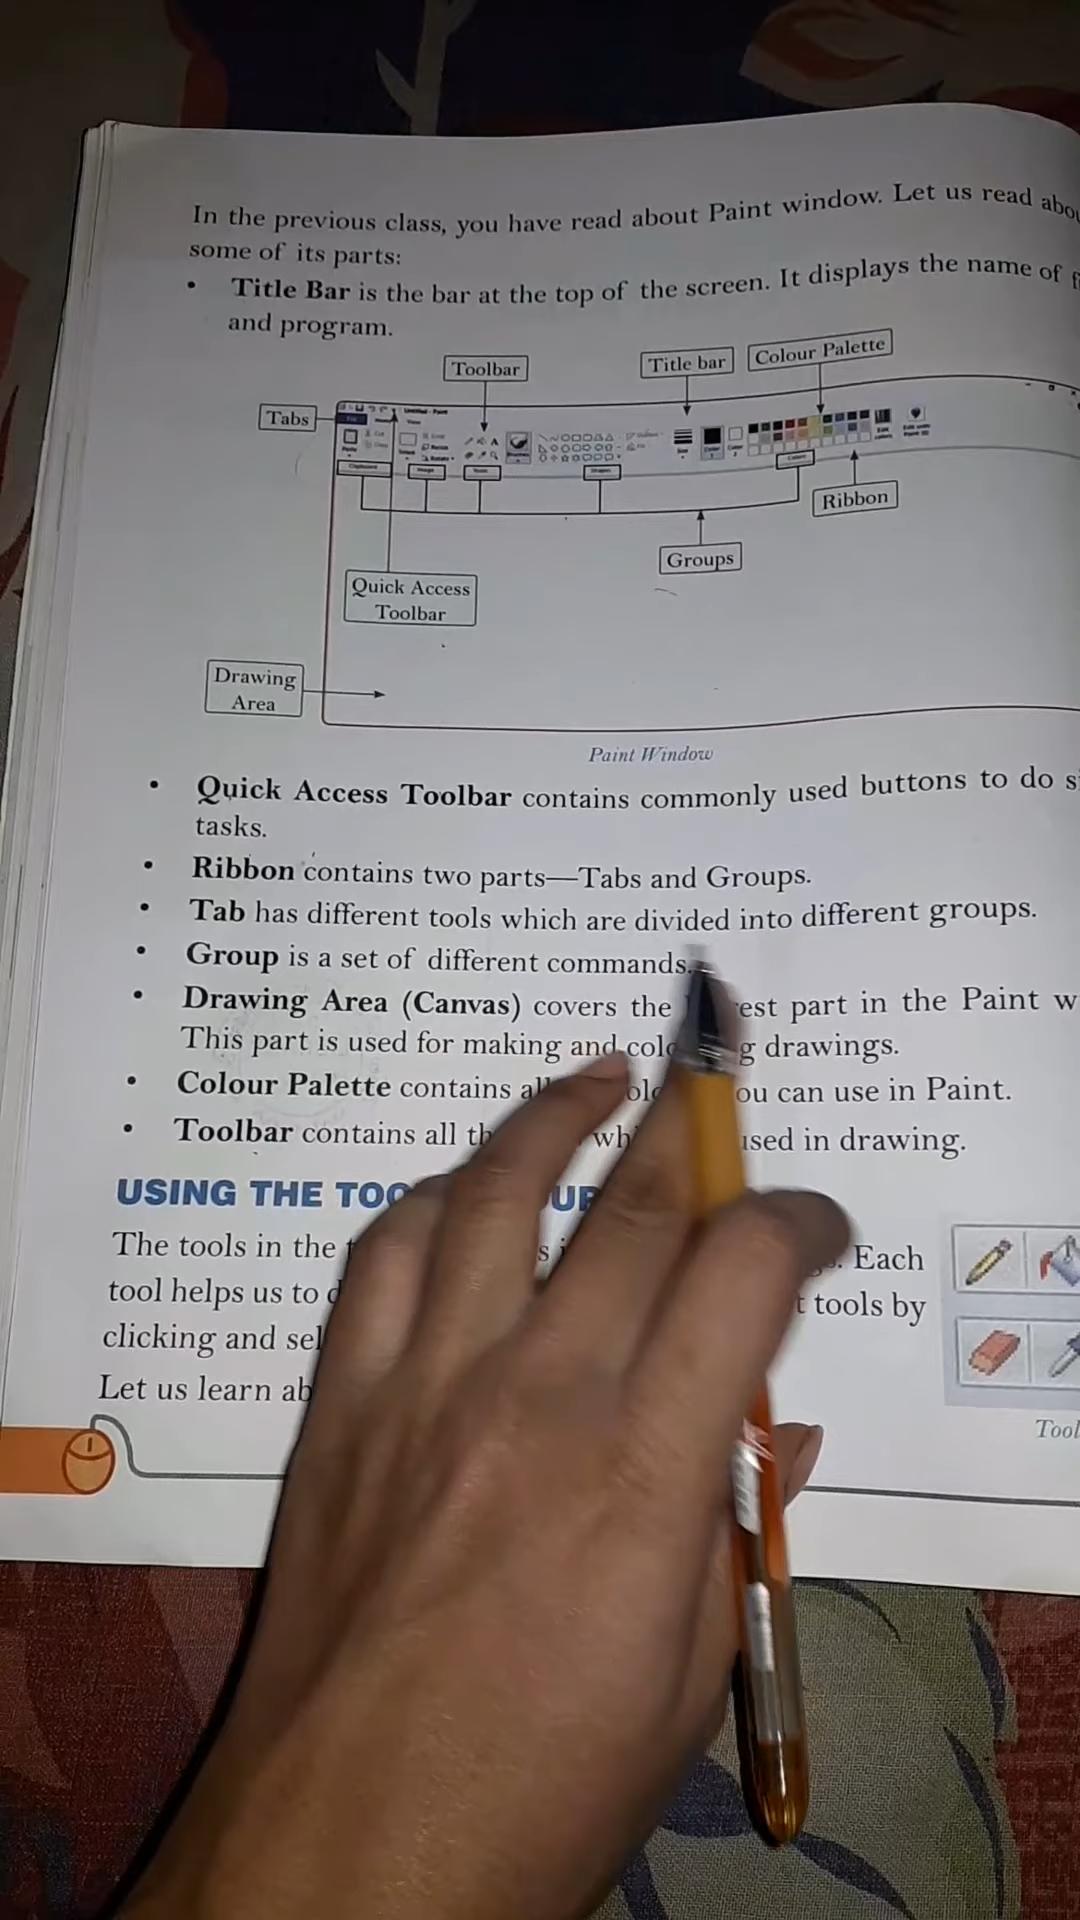 In the previous class, you have read about Paint window. Let us read
some of its parts:
• Title Bar is the bar at the top of the screen. It displays the name of
and program.
Toolbar
Title bar
Colour Palette
Tabs
Untitled - Paint
Ribbon
Groups
Quick Access
Toolbar
Drawing
Area
Paint Window
• Quick Access Toolbar contains commonly used buttons to do
tasks.
• Ribbon contains two parts—Tabs and Groups.
• Tab has different tools which are divided into different groups.
• Group is a set of different commands.
• Drawing Area (Canvas) covers the part in the Paint
This part is used for making and drawings.
• Colour Palette contains can use in Paint.
• Toolbar contains all used in drawing.
USING THE
The tools in the Each
tool helps us to tools by
clicking and
Let us learn